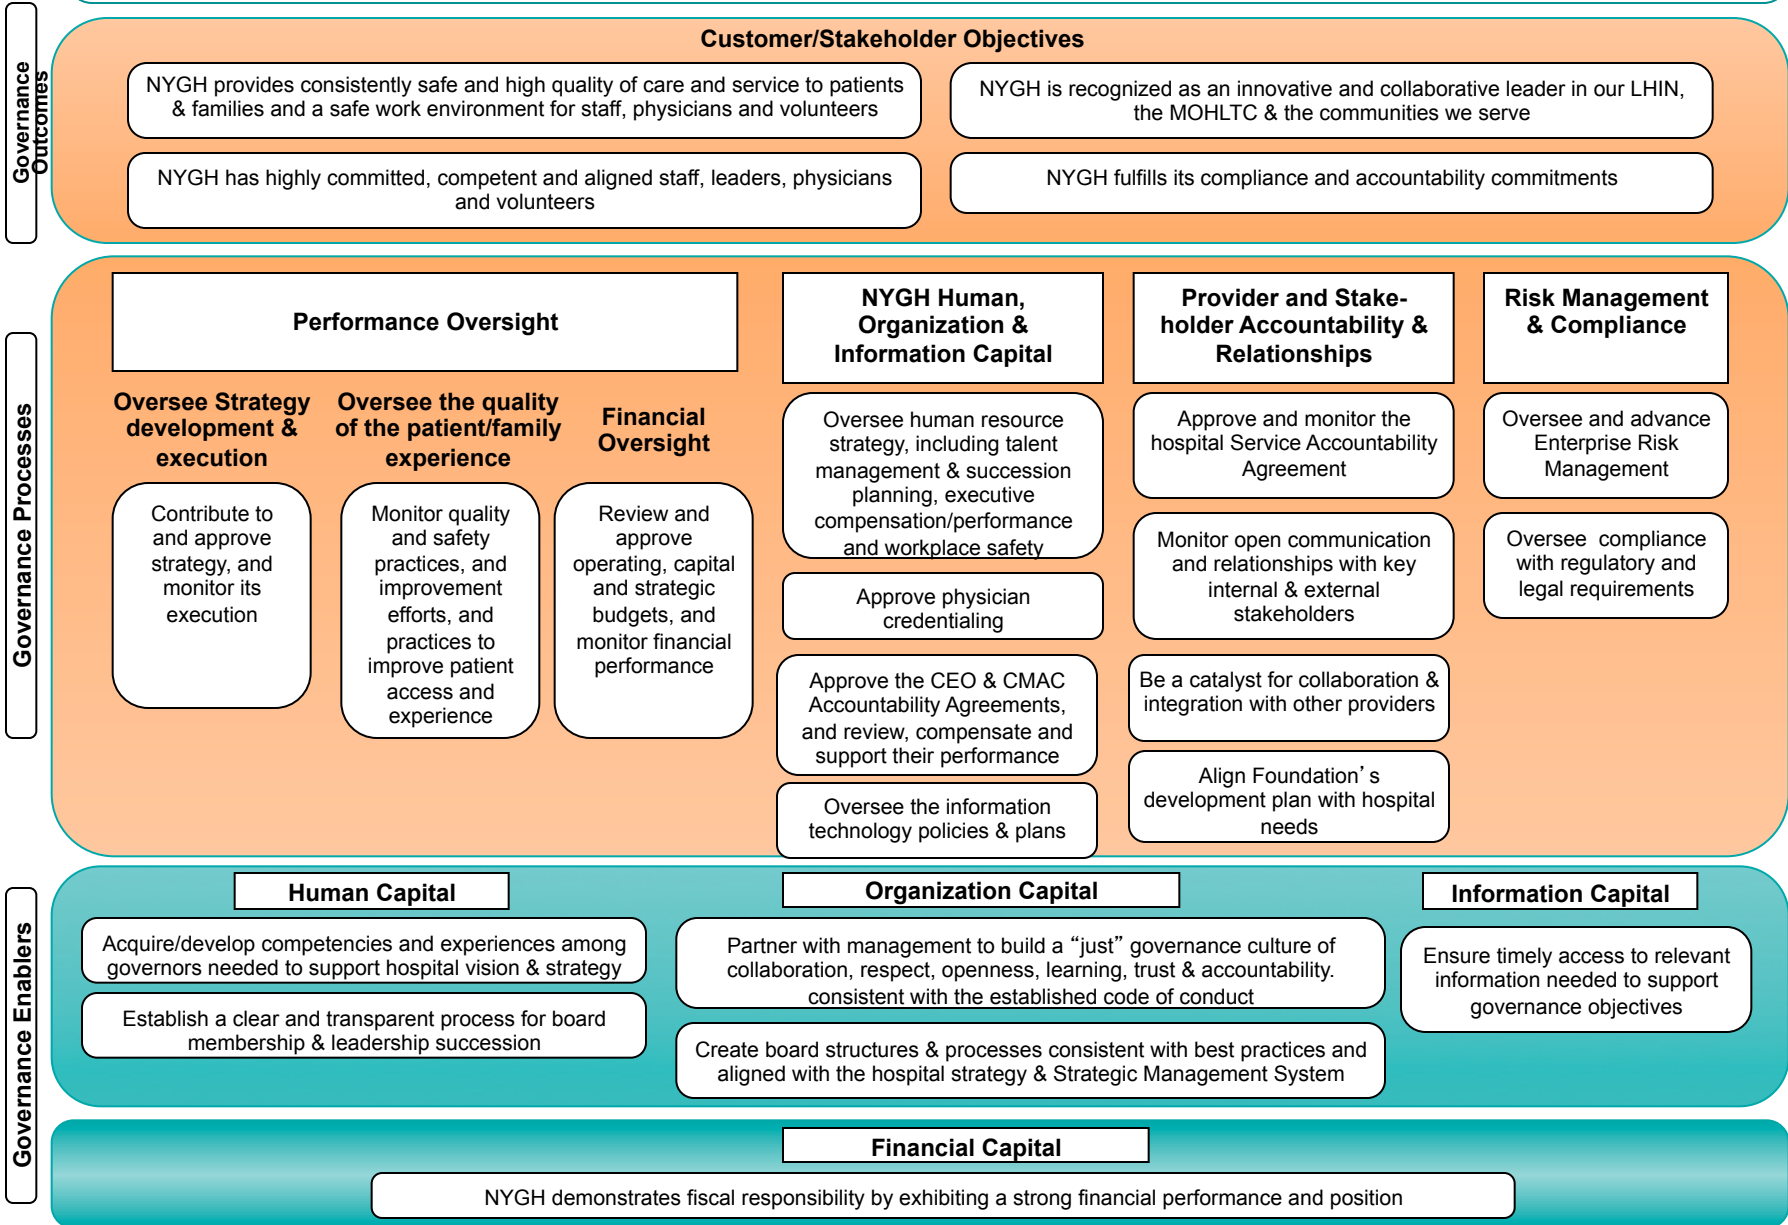 Governance
Outcomes
Customer/Stakeholder Objectives
NYGH provides consistently safe and high quality of care and service to patients
& families and a safe work environment for staff, physicians and volunteers
NYGH is recognized as an innovative and collaborative leader in our LHIN,
the MOHLTC & the communities we serve
NYGH has highly committed, competent and aligned staff, leaders, physicians
and volunteers
NYGH fulfills its compliance and accountability commitments
Governance Processes
Performance Oversight
Oversee Strategy
development &
execution
Contribute to
and approve
strategy, and
monitor its
execution
Oversee the quality
of the patient/family
experience
Monitor quality
and safety
practices, and
improvement
efforts, and
practices to
improve patient
access and
experience
Financial
Oversight
Review and
approve
operating, capital
and strategic
budgets, and
monitor financial
performance
NYGH Human,
Organization &
Information Capital
Oversee human resource
strategy, including talent
management & succession
planning, executive
compensation/performance
and workplace safety
Approve physician
credentialing
Approve the CEO & CMAC
Accountability Agreements,
and review, compensate and
support their performance
Oversee the information
technology policies & plans
Provider and Stake-
holder Accountability &
Relationships
Approve and monitor the
hospital Service Accountability
Agreement
Monitor open communication
and relationships with key
internal & external
stakeholders
Be a catalyst for collaboration &
integration with other providers
Align Foundation's
development plan with hospital
needs
Risk Management
& Compliance
Oversee and advance
Enterprise Risk
Management
Oversee compliance
with regulatory and
legal requirements
Governance Enablers
Human Capital
Acquire/develop competencies and experiences among
governors needed to support hospital vision & strategy
Establish a clear and transparent process for board
membership & leadership succession
Organization Capital
Partner with management to build a “just” governance culture of
collaboration, respect, openness, learning, trust & accountability.
consistent with the established code of conduct
Create board structures & processes consistent with best practices and
aligned with the hospital strategy & Strategic Management System
Information Capital
Ensure timely access to relevant
information needed to support
governance objectives
Financial Capital
NYGH demonstrates fiscal responsibility by exhibiting a strong financial performance and position